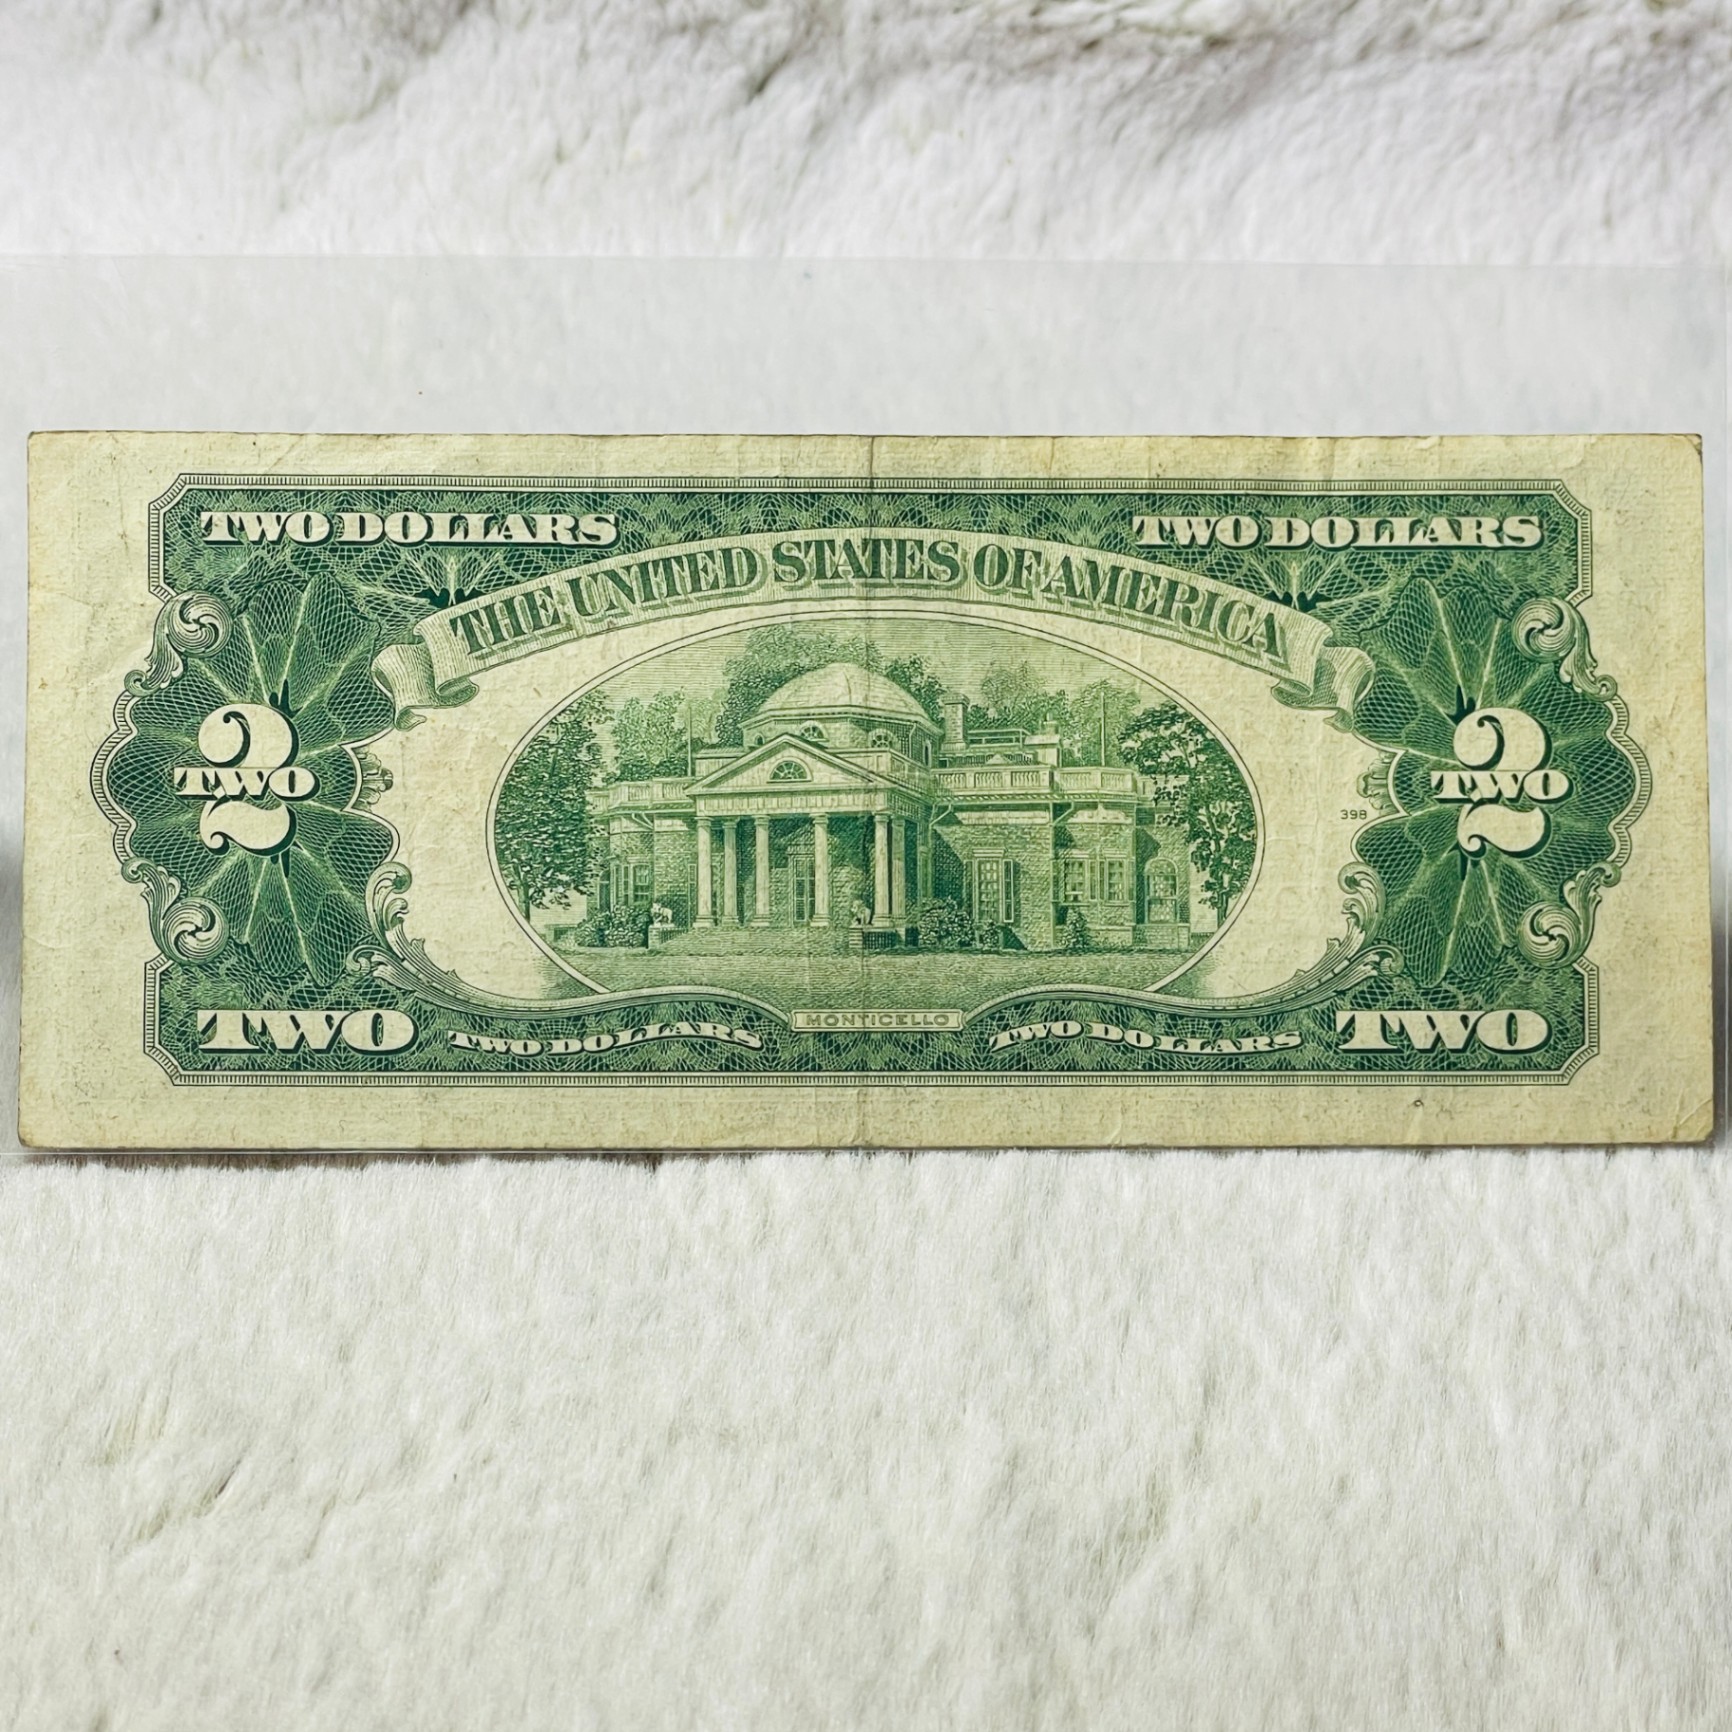 TWO DOLLARS
TWO DOLLARS
THE UNITED STATES OF AMERICA
2
TWO
2
TWO
398
TWO
TWO DOLLARS
MONTICELLO
TWO DOLLARS
TWO